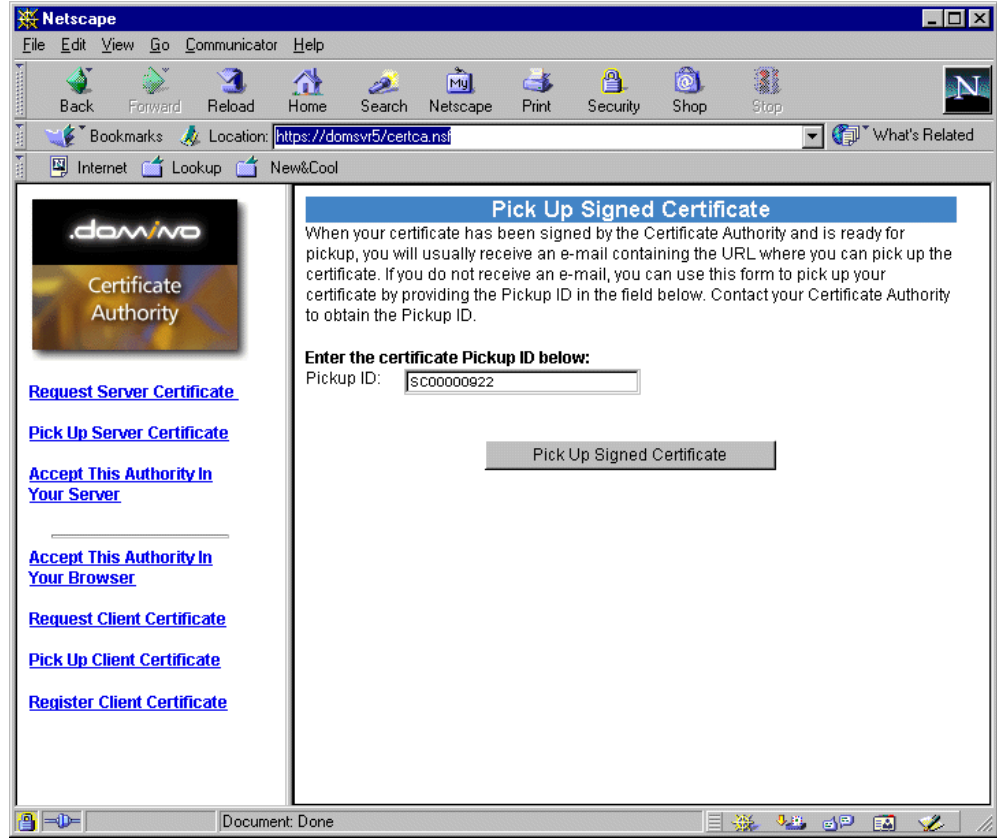 Netscape
File Edit View Go Communicator Help
Back Forward Reload Home Search Netscape Print Security Shop Stop
My
N
Bookmarks Location: https://domsvr5/certca.nsf What's Related
Internet Lookup New&Cool
.domino
Certificate
Authority
Request Server Certificate
Pick Up Server Certificate
Accept This Authority In
Your Server
Accept This Authority In
Your Browser
Request Client Certificate
Pick Up Client Certificate
Register Client Certificate
Pick Up Signed Certificate
When your certificate has been signed by the Certificate Authority and is ready for
pickup, you will usually receive an e-mail containing the URL where you can pick up the
certificate. If you do not receive an e-mail, you can use this form to pick up your
certificate by providing the Pickup ID in the field below. Contact your Certificate Authority
to obtain the Pickup ID.
Enter the certificate Pickup ID below:
Pickup ID: SC00000922
Pick Up Signed Certificate
Document: Done